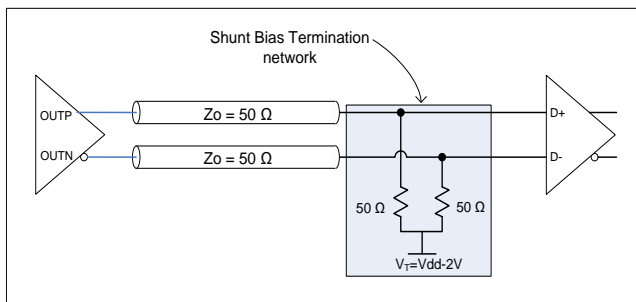 Shunt Bias Termination
network
OUTP
Zo = 50 Ω
D+
OUTN
Zo = 50 Ω
D-
50 Ω
50 Ω
VT=Vdd-2V